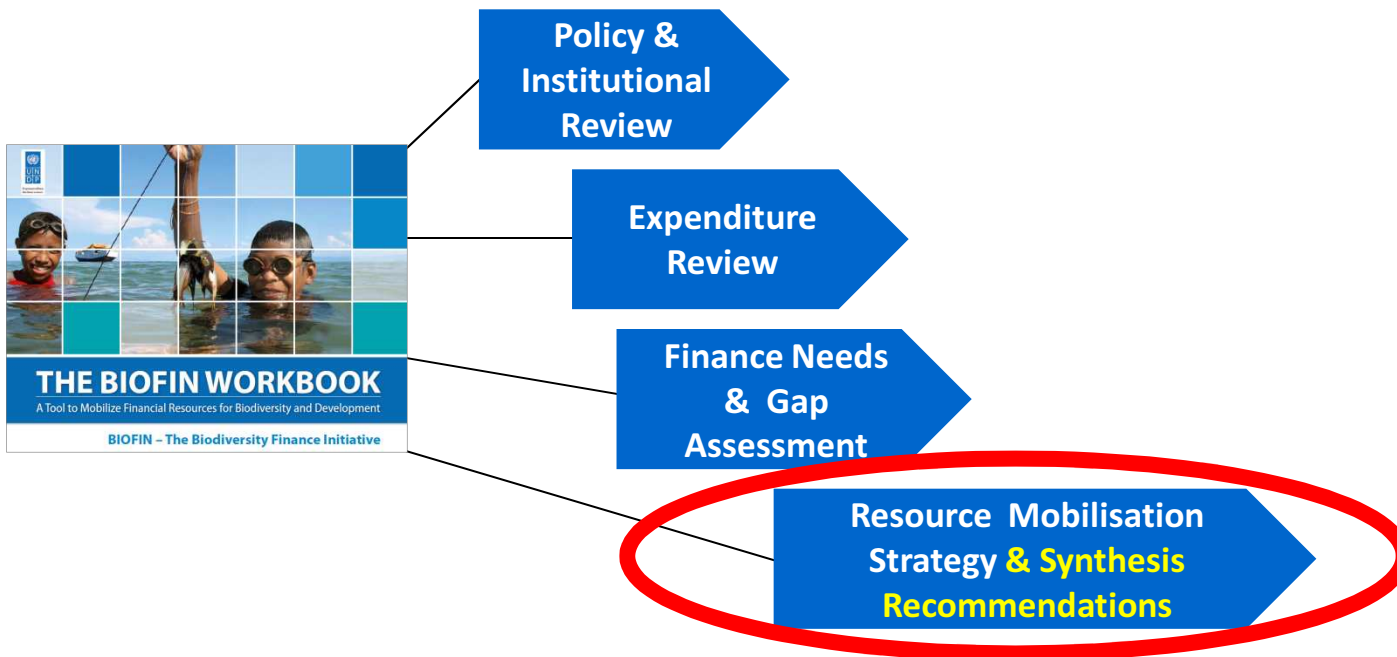 Policy &
Institutional
Review
Expenditure
Review
Finance Needs
& Gap
Assessment
Resource Mobilisation
Strategy & Synthesis
Recommendations
U N
D P
THE BIOFIN WORKBOOK
A Tool to Mobilize Financial Resources for Biodiversity and Development
BIOFIN – The Biodiversity Finance Initiative